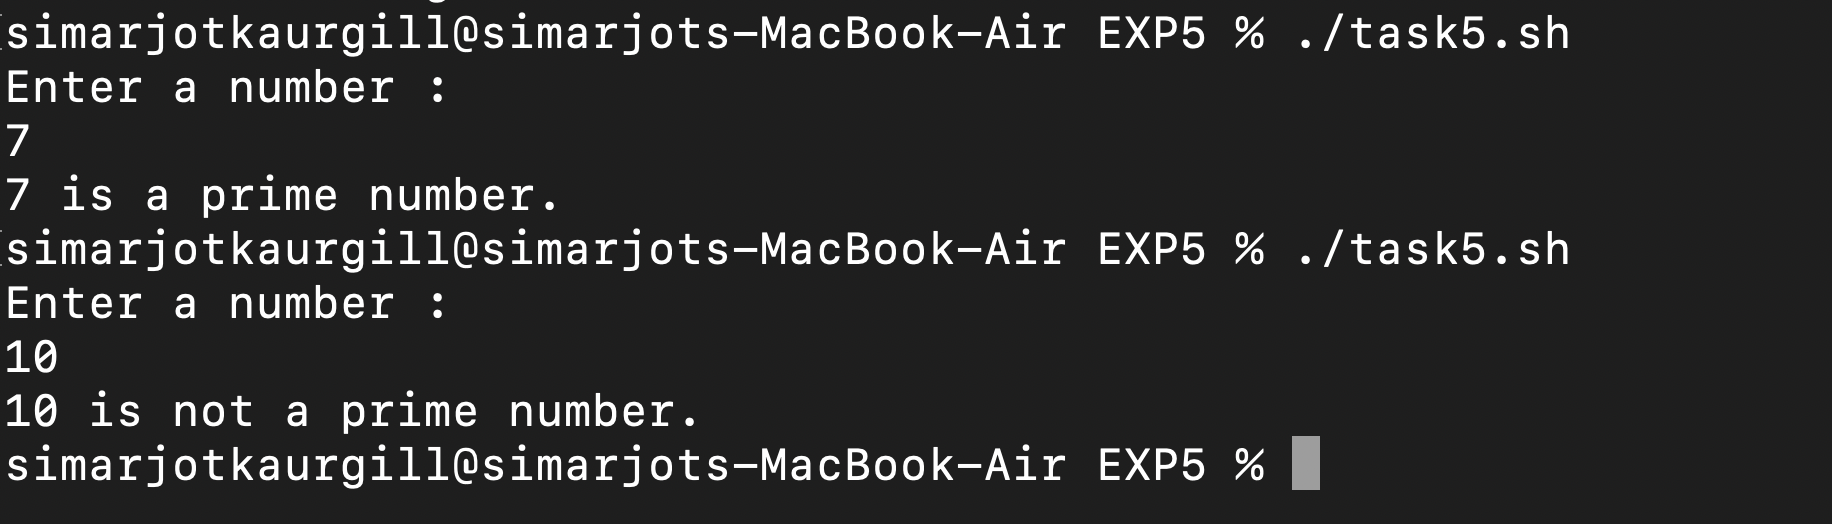 simarjotkaurgill@simarjots-MacBook-Air EXP5 % ./task5.sh
Enter a number :
7
7 is a prime number.
simarjotkaurgill@simarjots-MacBook-Air EXP5 % ./task5.sh
Enter a number :
10
10 is not a prime number.
simarjotkaurgill@simarjots-MacBook-Air EXP5 %